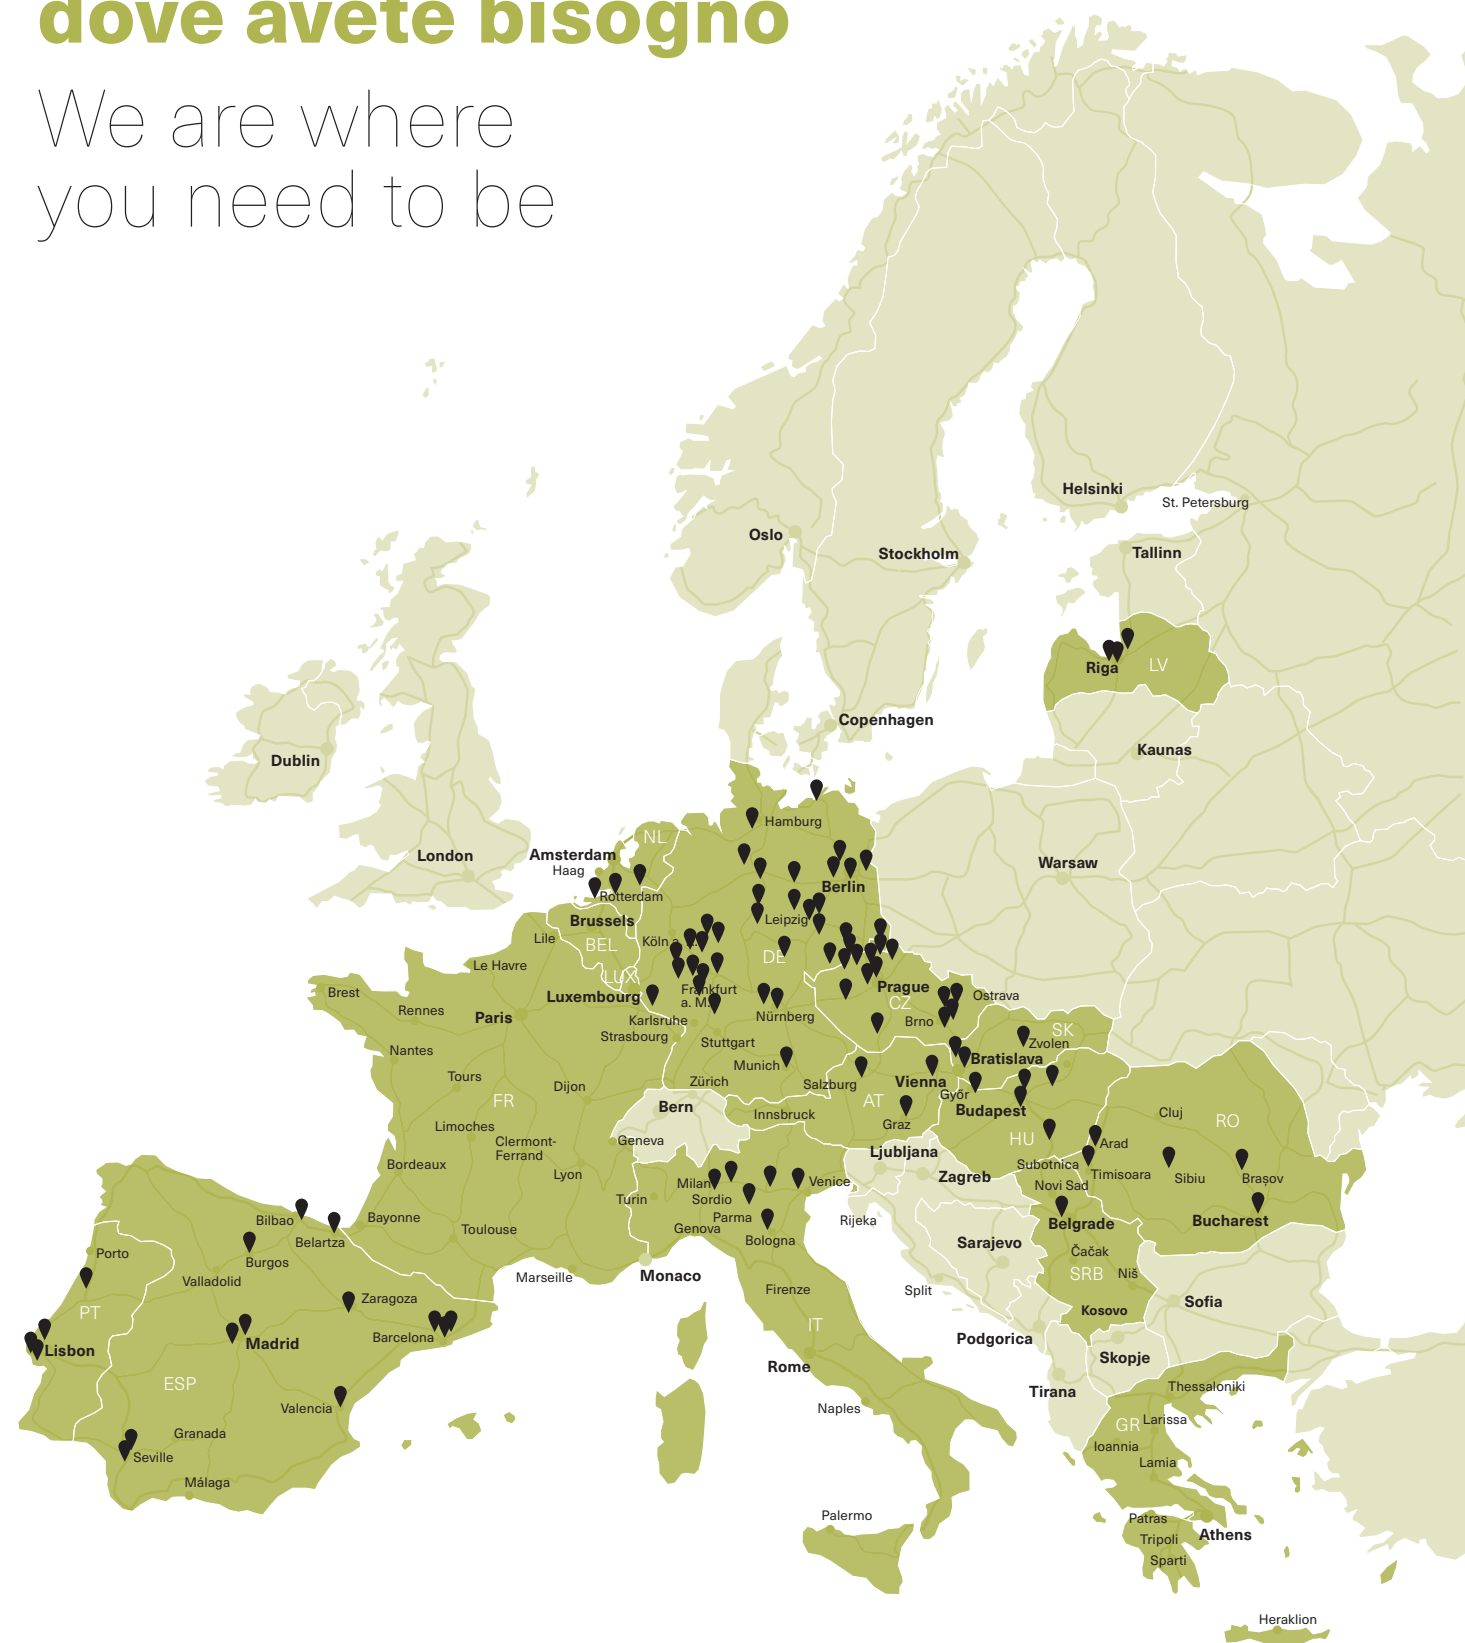 dove avete bisogno
We are where
you need to be
Helsinki
St. Petersburg
Oslo
Stockholm
Tallinn
Riga
LV
Copenhagen
Kaunas
Dublin
Hamburg
NL
London
Amsterdam
Haag
Warsaw
Berlin
Rotterdam
Brussels
Leipzig
Lile
BEL
Köln a.
DE
Le Havre
LUX
Frankfurt
a. M.
Prague
CZ
Ostrava
Brest
Luxembourg
Rennes
Paris
Karlsruhe
Nürnberg
Brno
SK
Strasbourg
Stuttgart
Zvolen
Nantes
Munich
Bratislava
Tours
Dijon
Zürich
Salzburg
Vienna
Győr
FR
Bern
Innsbruck
AT
Budapest
Cluj
RO
Limoches
Clermont-
Ferrand
Geneva
Graz
HU
Arad
Bordeaux
Lyon
Ljubljana
Zagreb
Subotnica
Timisoara
Sibiu
Brașov
Milan
Venice
Novi Sad
Turin
Sordio
Parma
Genova
Bilbao
Bayonne
Rijeka
Belgrade
Bucharest
Belartza
Toulouse
Bologna
Sarajevo
Čačak
Porto
Burgos
Valladolid
Marseille
Monaco
Firenze
Split
SRB
Niš
Zaragoza
PT
Kosovo
Sofia
Lisbon
Madrid
Barcelona
IT
Podgorica
Skopje
Rome
ESP
Tirana
Thessaloniki
Valencia
Naples
GR
Larissa
Granada
Ioannia
Seville
Lamia
Málaga
Palermo
Patras
Athens
Tripoli
Sparti
Heraklion